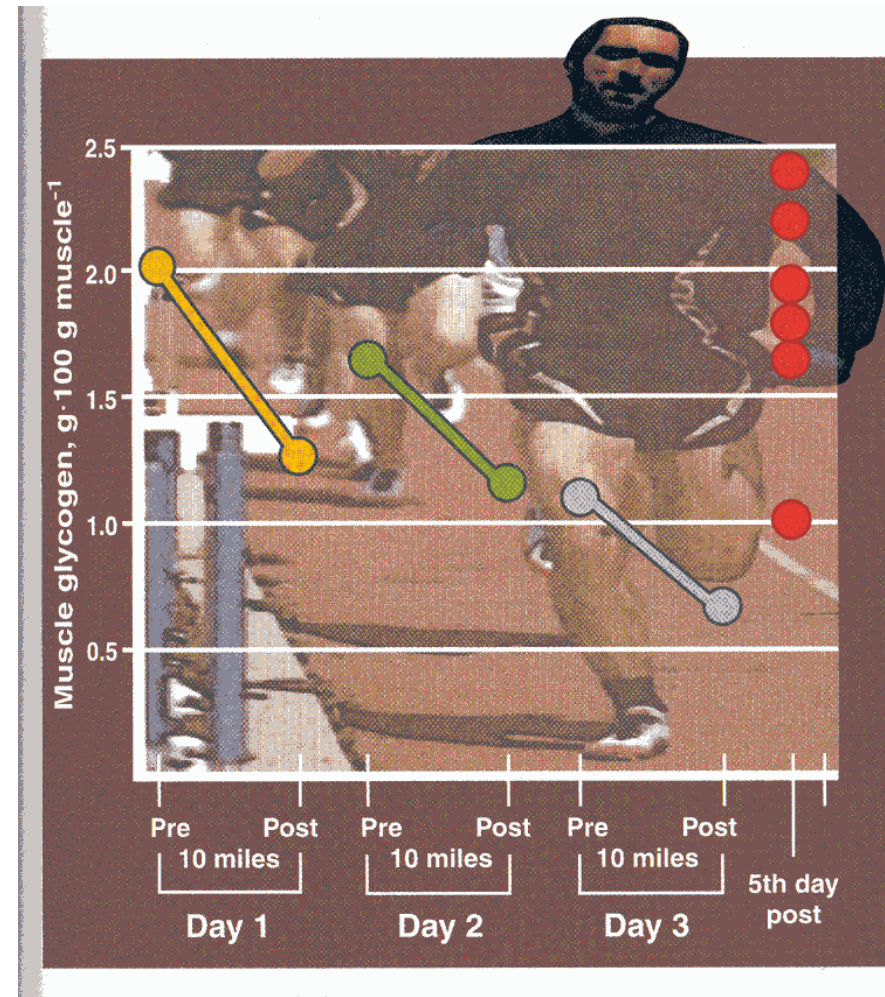 Muscle glycogen, g·100 g muscle⁻¹
2.5
2.0
1.5
1.0
0.5
Pre Post Pre Post Pre Post
10 miles 10 miles 10 miles
Day 1 Day 2 Day 3
5th day
post